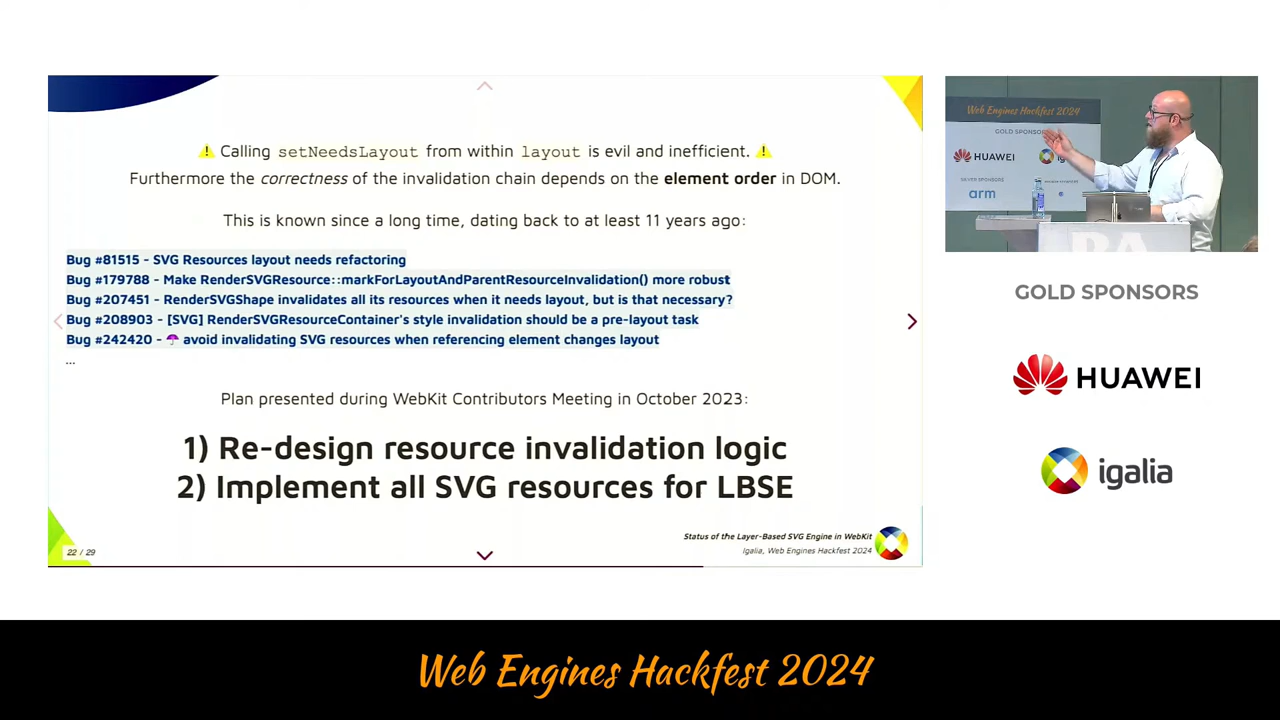 ⚠ Calling setNeedsLayout from within layout is evil and inefficient. ⚠
Furthermore the correctness of the invalidation chain depends on the element order in DOM.
This is known since a long time, dating back to at least 11 years ago:
Bug #81515 - SVG Resources layout needs refactoring
Bug #179788 - Make RenderSVGResource::markForLayoutAndParentResourceInvalidation() more robust
Bug #207451 - RenderSVGShape invalidates all its resources when it needs layout, but is that necessary?
Bug #208903 - [SVG] RenderSVGResourceContainer's style invalidation should be a pre-layout task
Bug #242420 - ☂ avoid invalidating SVG resources when referencing element changes layout
...
Plan presented during WebKit Contributors Meeting in October 2023:
1) Re-design resource invalidation logic
2) Implement all SVG resources for LBSE
22 / 29
Status of the Layer-Based SVG Engine in WebKit
Igalia, Web Engines Hackfest 2024
Web Engines Hackfest 2024
GOLD SPONSORS
HUAWEI
SILVER SPONSORS
arm
GOLD SPONSORS
HUAWEI
igalia
Web Engines Hackfest 2024